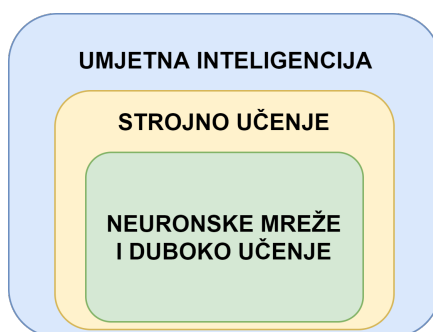 UMJETNA INTELIGENCIJA
STROJNO UČENJE
NEURONSKE MREŽE
I DUBOKO UČENJE